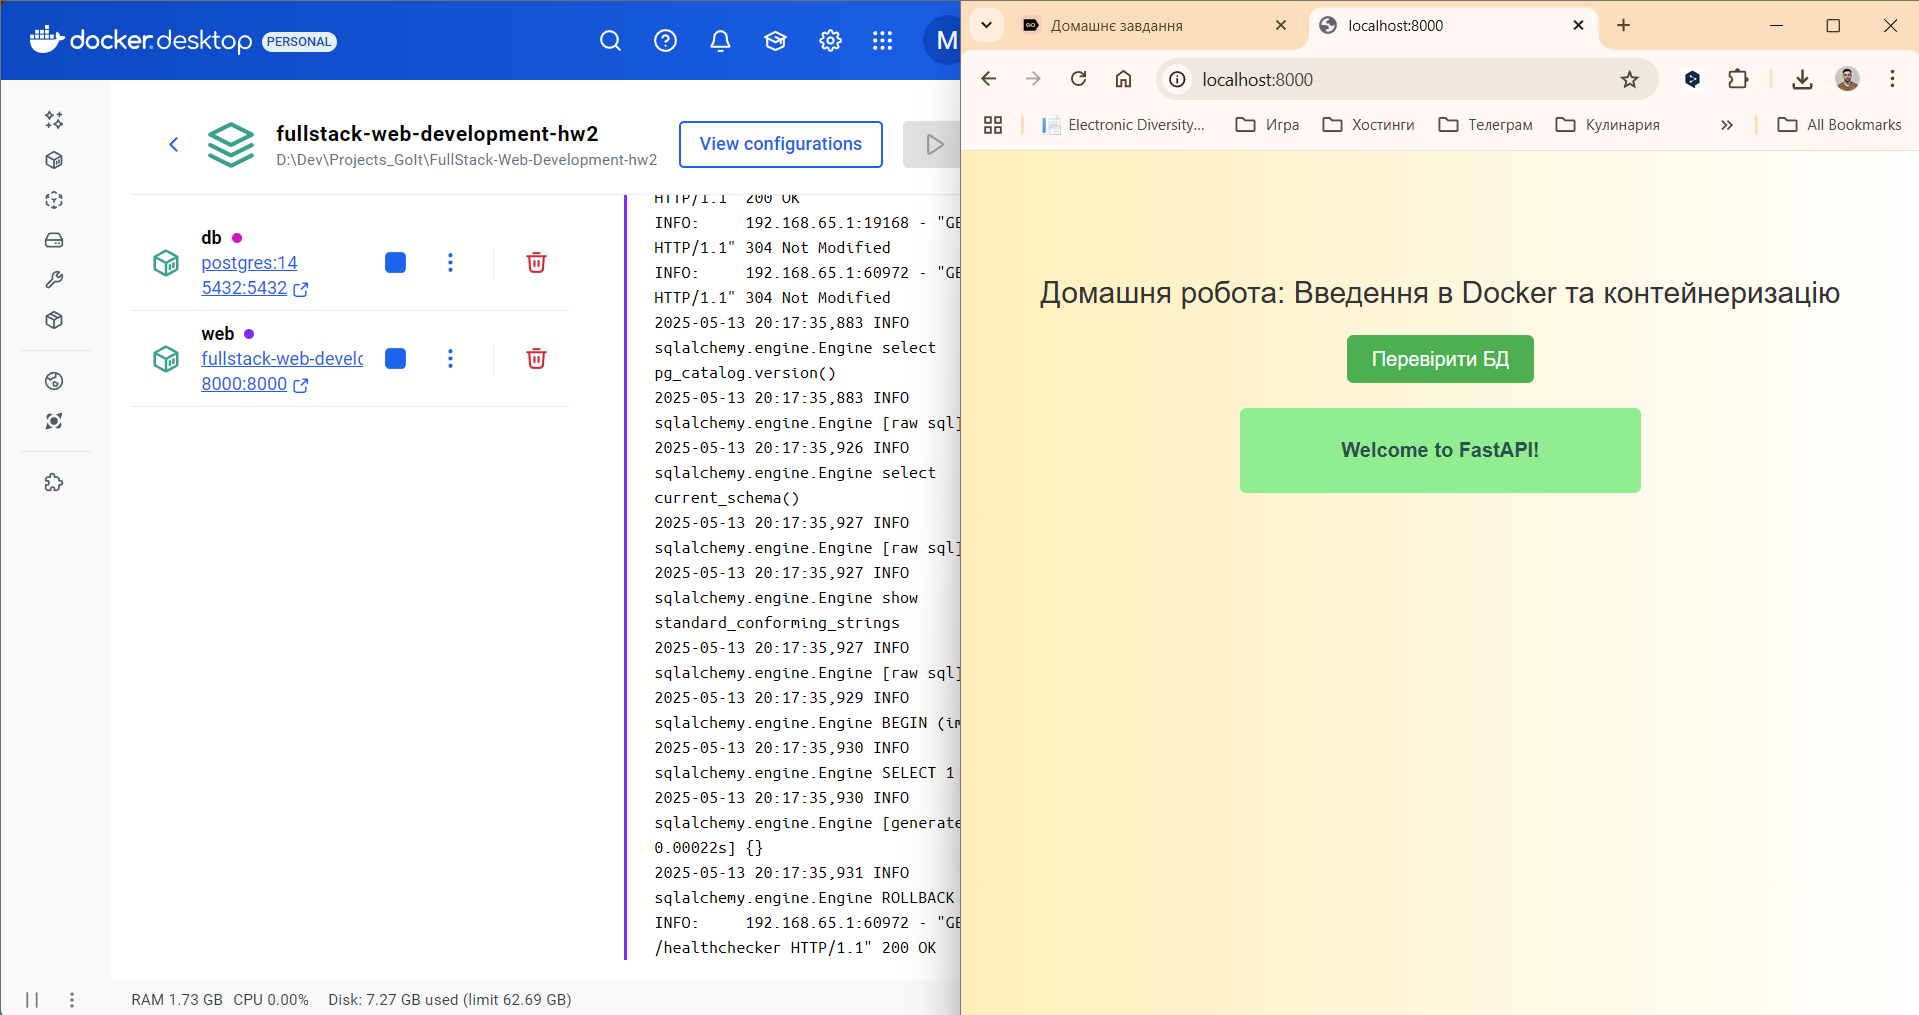 docker.desktop PERSONAL
M
fullstack-web-development-hw2
D:\Dev\Projects_GoIt\FullStack-Web-Development-hw2
View configurations
db
postgres:14
5432:5432
web
fullstack-web-develo
8000:8000
HTTP/1.1" 200 OK
INFO:     192.168.65.1:19168 - "GE
HTTP/1.1" 304 Not Modified
INFO:     192.168.65.1:60972 - "GE
HTTP/1.1" 304 Not Modified
2025-05-13 20:17:35,883 INFO
sqlalchemy.engine.Engine select
pg_catalog.version()
2025-05-13 20:17:35,883 INFO
sqlalchemy.engine.Engine [raw sql]
2025-05-13 20:17:35,926 INFO
sqlalchemy.engine.Engine select
current_schema()
2025-05-13 20:17:35,927 INFO
sqlalchemy.engine.Engine [raw sql]
2025-05-13 20:17:35,927 INFO
sqlalchemy.engine.Engine show
standard_conforming_strings
2025-05-13 20:17:35,927 INFO
sqlalchemy.engine.Engine [raw sql]
2025-05-13 20:17:35,929 INFO
sqlalchemy.engine.Engine BEGIN (im
2025-05-13 20:17:35,930 INFO
sqlalchemy.engine.Engine SELECT 1
2025-05-13 20:17:35,930 INFO
sqlalchemy.engine.Engine [generate
0.00022s] {}
2025-05-13 20:17:35,931 INFO
sqlalchemy.engine.Engine ROLLBACK
INFO:     192.168.65.1:60972 - "GE
/healthchecker HTTP/1.1" 200 OK
RAM 1.73 GB CPU 0.00% Disk: 7.27 GB used (limit 62.69 GB)
GO Домашнє завдання
localhost:8000
localhost:8000
Electronic Diversity... Игра Хостинги Телеграм Кулинария » All Bookmarks
Домашня робота: Введення в Docker та контейнеризацію
Перевірити БД
Welcome to FastAPI!